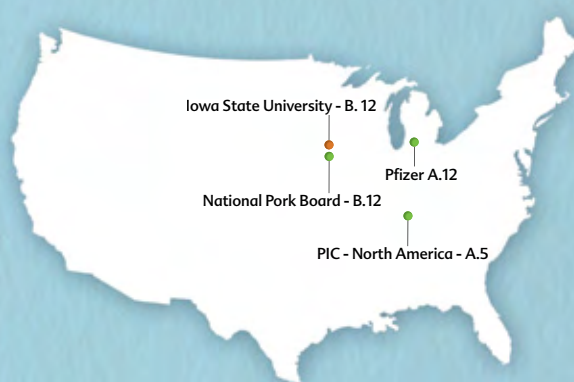 Iowa State University - B. 12
Pfizer A.12
National Pork Board - B.12
PIC - North America - A.5